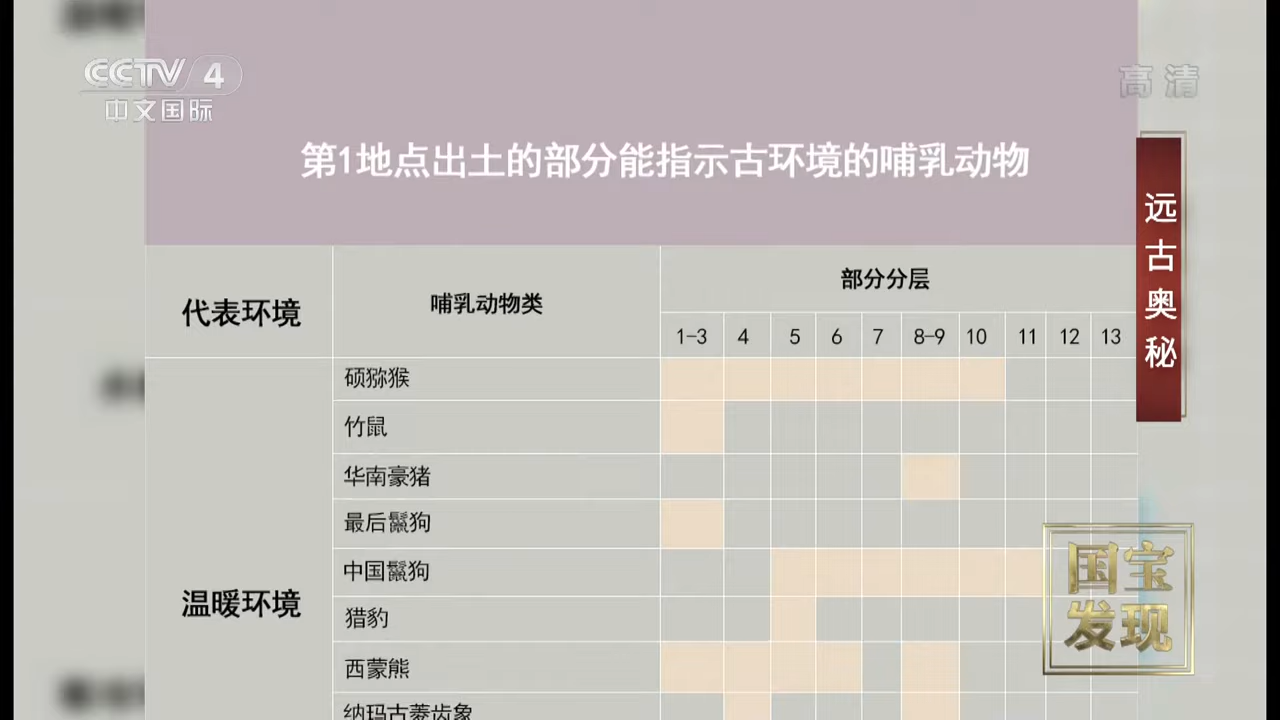 CCTV 4
中文国际
高清
第1地点出土的部分能指示古环境的哺乳动物
远古奥秘
代表环境
哺乳动物类
部分分层
1-3 4 5 6 7 8-9 10 11 12 13
温暖环境
硕猕猴
竹鼠
华南豪猪
最后鬣狗
中国鬣狗
猎豹
西蒙熊
纳玛古菱齿象
国宝
发现